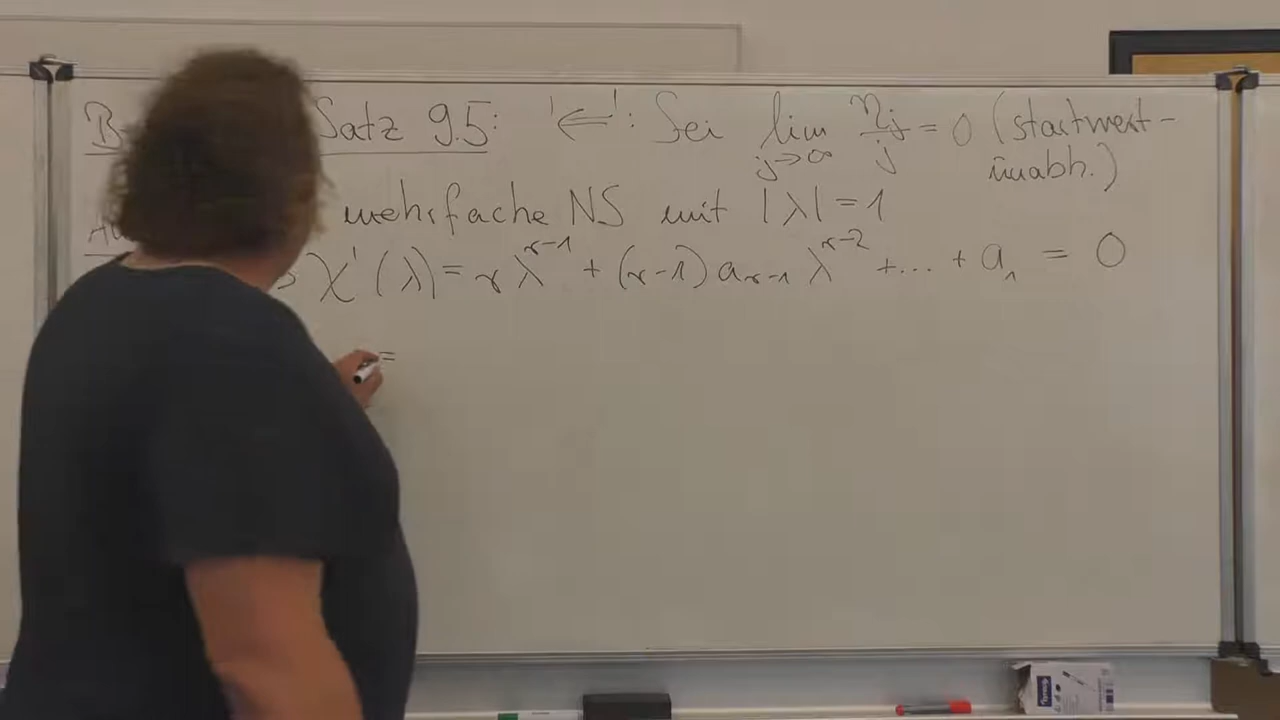 B Satz 9.5: '⇐': Sei lim_{j→∞} η_j/j = 0 (startwert-
unabh.)
mehrfache NS mit |λ| = 1
χ'(λ) = rλ^{r-1} + (r-1) a_{r-1} λ^{r-2} + ... + a_1 = 0
=